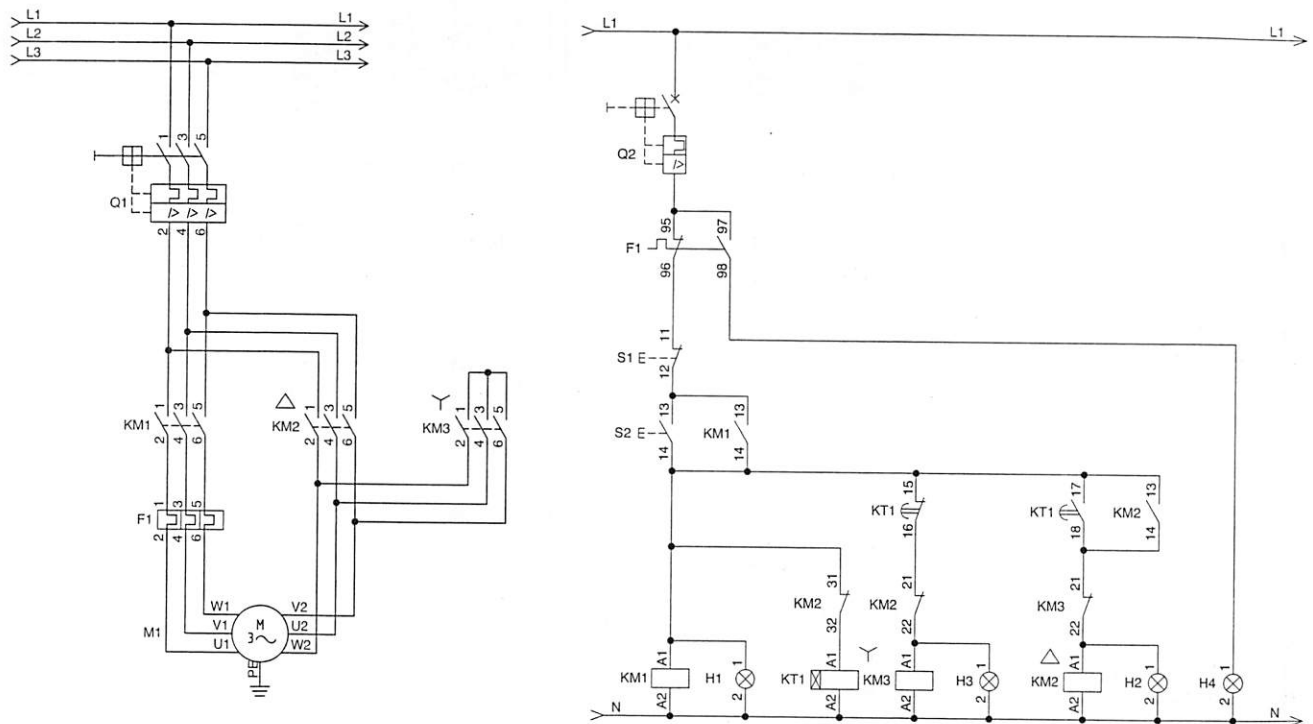 L1 L1
L2 L2
L3 L3
1 3 5
Q1
2 4 6
1 3 5
KM1
2 4 6
1 3 5
KM2
2 4 6
1 3 5
KM3
2 4 6
1 3 5
F1
2 4 6
W1 V2
V1 U2
U1 W2
M1
M
3~
PE
L1 L1
Q2
95 97
F1
96 98
11
S1
12
13 13
S2 KM1
14 14
15 17 13
KT1 KT1 KM2
16 18 14
31 21 21
KM2 KM2 KM3
32 22 22
A1 1 A1 A1 1 A1 1 1
KM1 H1 KT1 KM3 H3 KM2 H2 H4
A2 2 A2 A2 2 A2 2 2
N N